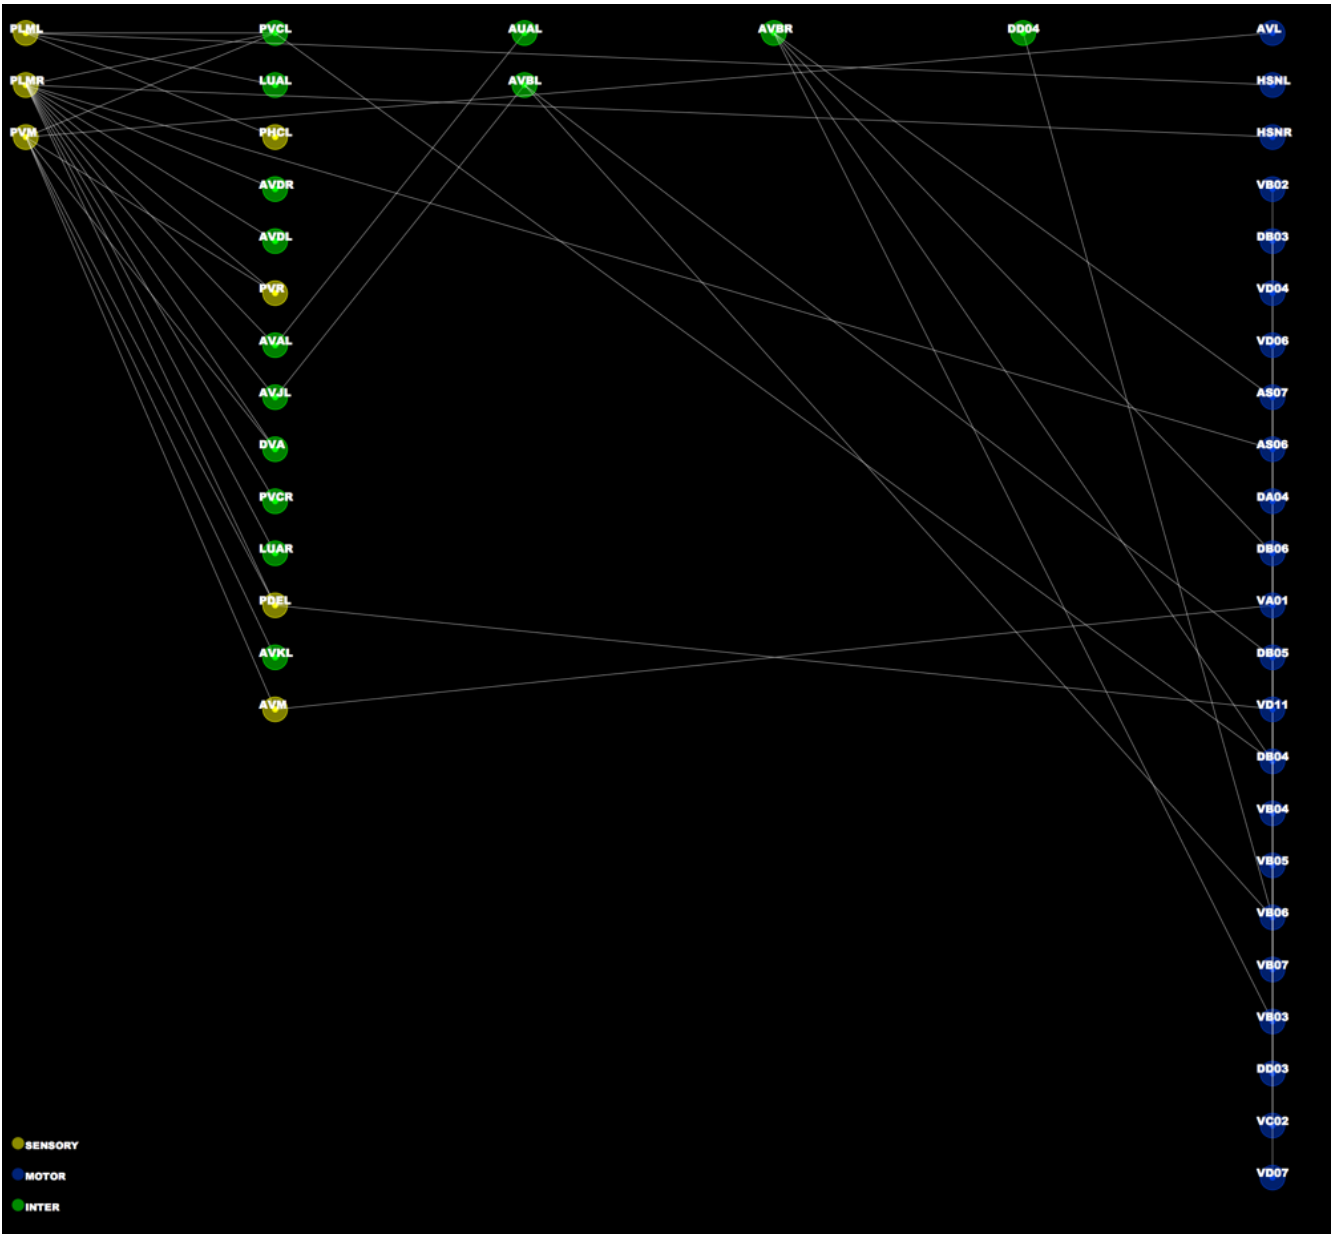 PLML PVCL AUAL AVBR DD04 AVL
PLMR LUAL AVBL HSNL
PVM PHCL HSNR
AVDR VB02
AVDL DB03
PVR VD04
AVAL VD06
AVJL AS07
DVA AS06
PVCR DA04
LUAR DB06
PDEL VA01
AVKL DB05
AVM VD11
DB04
VB04
VB05
VB06
VB07
VB03
DD03
VC02
VD07
SENSORY
MOTOR
INTER